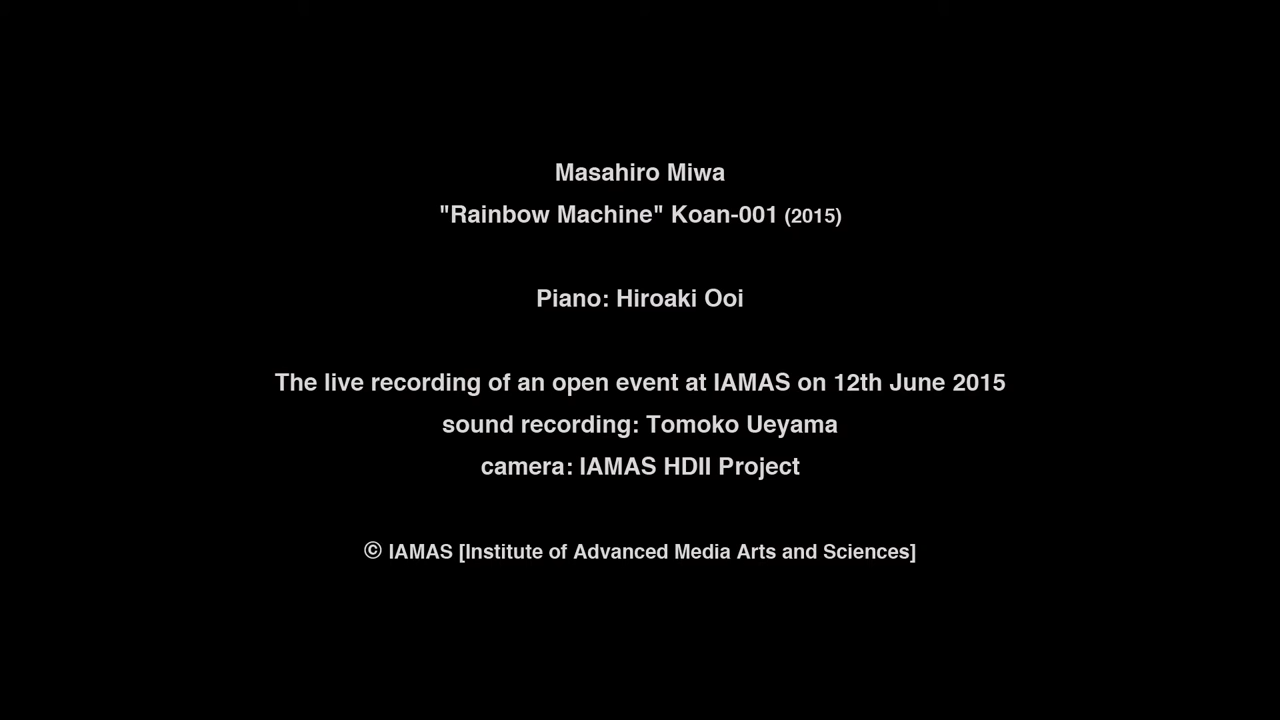 Masahiro Miwa
"Rainbow Machine" Koan-001 (2015)
Piano: Hiroaki Ooi
The live recording of an open event at IAMAS on 12th June 2015
sound recording: Tomoko Ueyama
camera: IAMAS HDII Project
© IAMAS [Institute of Advanced Media Arts and Sciences]